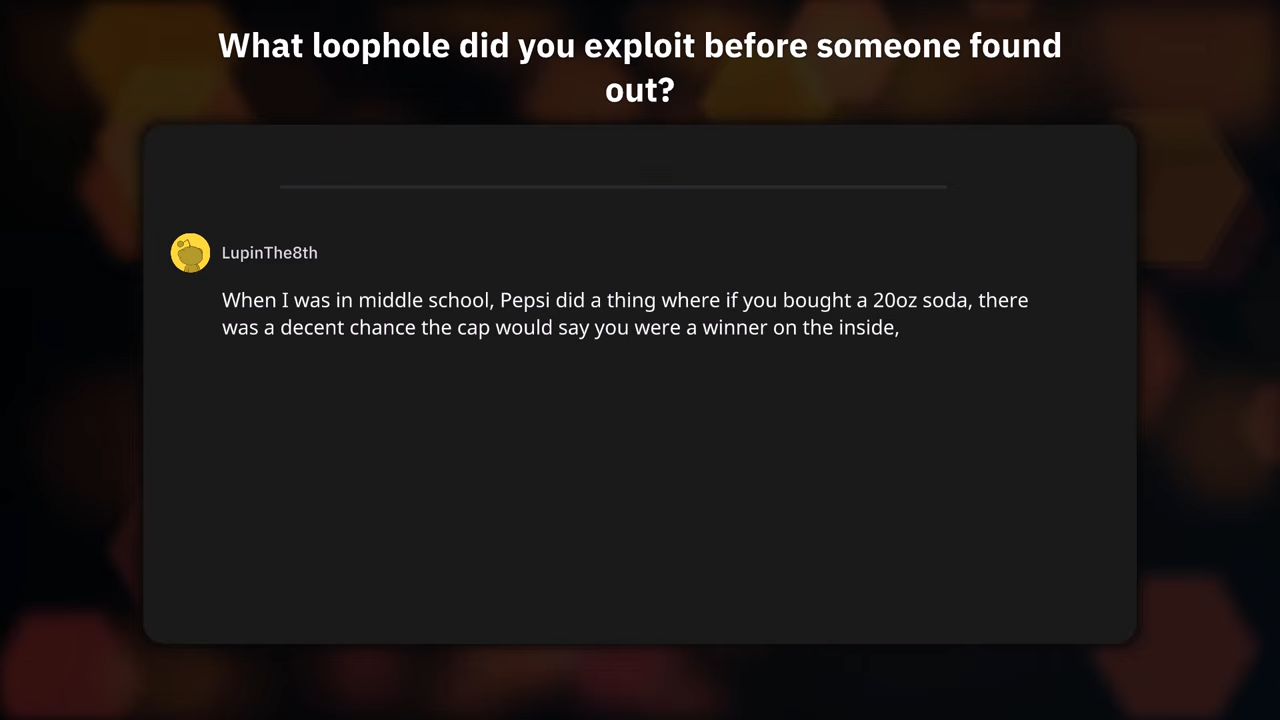 What loophole did you exploit before someone found
out?
LupinThe8th
When I was in middle school, Pepsi did a thing where if you bought a 20oz soda, there
was a decent chance the cap would say you were a winner on the inside,